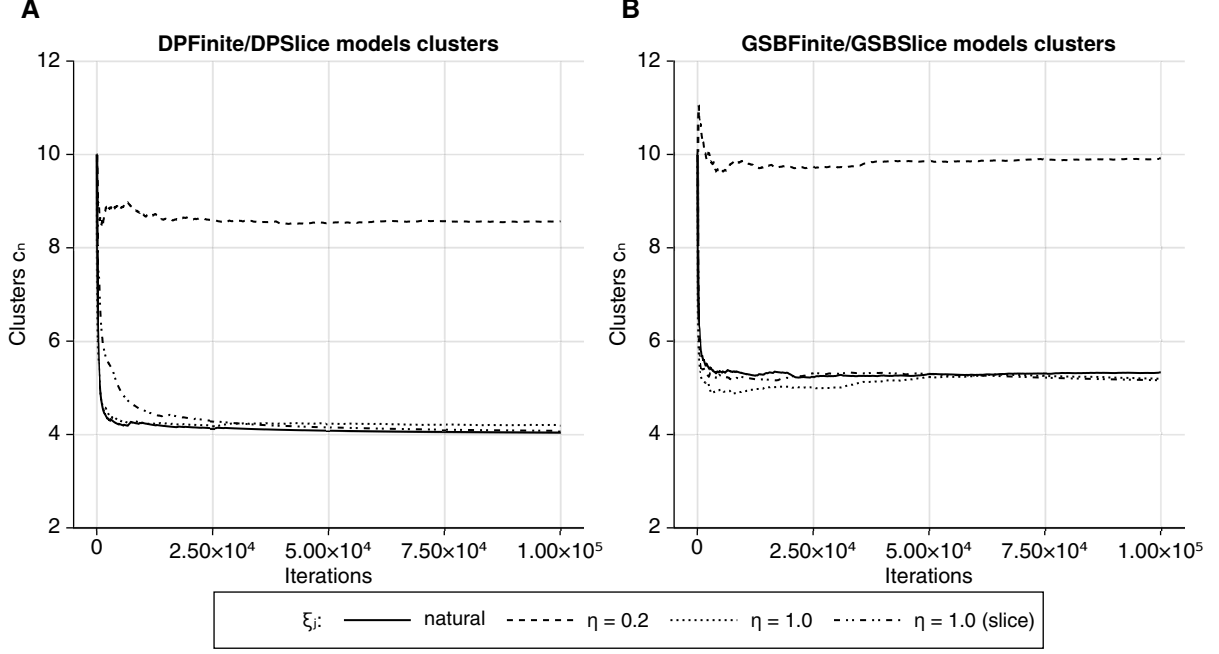 A
DPFinite/DPSlice models clusters
12
10
8
6
4
2
Clusters cₙ
0
2.50×10⁴
5.00×10⁴
7.50×10⁴
1.00×10⁵
Iterations
B
GSBFinite/GSBSlice models clusters
12
10
8
6
4
2
Clusters cₙ
0
2.50×10⁴
5.00×10⁴
7.50×10⁴
1.00×10⁵
Iterations
ξⱼ: natural η = 0.2 η = 1.0 η = 1.0 (slice)